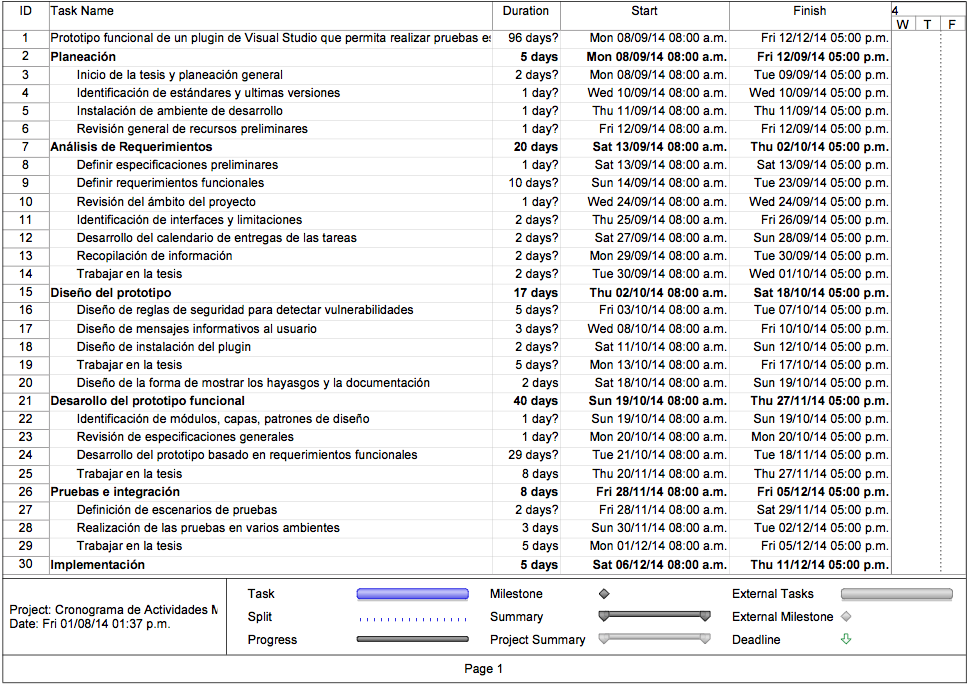 ID Task Name Duration Start Finish 4
W T F
1 Prototipo funcional de un plugin de Visual Studio que permita realizar pruebas es 96 days? Mon 08/09/14 08:00 a.m. Fri 12/12/14 05:00 p.m.
2 Planeación 5 days Mon 08/09/14 08:00 a.m. Fri 12/09/14 05:00 p.m.
3 Inicio de la tesis y planeación general 2 days? Mon 08/09/14 08:00 a.m. Tue 09/09/14 05:00 p.m.
4 Identificación de estándares y ultimas versiones 1 day? Wed 10/09/14 08:00 a.m. Wed 10/09/14 05:00 p.m.
5 Instalación de ambiente de desarrollo 1 day? Thu 11/09/14 08:00 a.m. Thu 11/09/14 05:00 p.m.
6 Revisión general de recursos preliminares 1 day? Fri 12/09/14 08:00 a.m. Fri 12/09/14 05:00 p.m.
7 Análisis de Requerimientos 20 days Sat 13/09/14 08:00 a.m. Thu 02/10/14 05:00 p.m.
8 Definir especificaciones preliminares 1 day? Sat 13/09/14 08:00 a.m. Sat 13/09/14 05:00 p.m.
9 Definir requerimientos funcionales 10 days? Sun 14/09/14 08:00 a.m. Tue 23/09/14 05:00 p.m.
10 Revisión del ámbito del proyecto 1 day? Wed 24/09/14 08:00 a.m. Wed 24/09/14 05:00 p.m.
11 Identificación de interfaces y limitaciones 2 days? Thu 25/09/14 08:00 a.m. Fri 26/09/14 05:00 p.m.
12 Desarrollo del calendario de entregas de las tareas 2 days? Sat 27/09/14 08:00 a.m. Sun 28/09/14 05:00 p.m.
13 Recopilación de información 2 days? Mon 29/09/14 08:00 a.m. Tue 30/09/14 05:00 p.m.
14 Trabajar en la tesis 2 days? Tue 30/09/14 08:00 a.m. Wed 01/10/14 05:00 p.m.
15 Diseño del prototipo 17 days Thu 02/10/14 08:00 a.m. Sat 18/10/14 05:00 p.m.
16 Diseño de reglas de seguridad para detectar vulnerabilidades 5 days? Fri 03/10/14 08:00 a.m. Tue 07/10/14 05:00 p.m.
17 Diseño de mensajes informativos al usuario 3 days? Wed 08/10/14 08:00 a.m. Fri 10/10/14 05:00 p.m.
18 Diseño de instalación del plugin 2 days? Sat 11/10/14 08:00 a.m. Sun 12/10/14 05:00 p.m.
19 Trabajar en la tesis 5 days? Mon 13/10/14 08:00 a.m. Fri 17/10/14 05:00 p.m.
20 Diseño de la forma de mostrar los hayasgos y la documentación 2 days Sat 18/10/14 08:00 a.m. Sun 19/10/14 05:00 p.m.
21 Desarollo del prototipo funcional 40 days Sun 19/10/14 08:00 a.m. Thu 27/11/14 05:00 p.m.
22 Identificación de módulos, capas, patrones de diseño 1 day? Sun 19/10/14 08:00 a.m. Sun 19/10/14 05:00 p.m.
23 Revisión de especificaciones generales 1 day? Mon 20/10/14 08:00 a.m. Mon 20/10/14 05:00 p.m.
24 Desarrollo del prototipo basado en requerimientos funcionales 29 days? Tue 21/10/14 08:00 a.m. Tue 18/11/14 05:00 p.m.
25 Trabajar en la tesis 8 days Thu 20/11/14 08:00 a.m. Thu 27/11/14 05:00 p.m.
26 Pruebas e integración 8 days Fri 28/11/14 08:00 a.m. Fri 05/12/14 05:00 p.m.
27 Definición de escenarios de pruebas 2 days? Fri 28/11/14 08:00 a.m. Sat 29/11/14 05:00 p.m.
28 Realización de las pruebas en varios ambientes 3 days Sun 30/11/14 08:00 a.m. Tue 02/12/14 05:00 p.m.
29 Trabajar en la tesis 5 days Mon 01/12/14 08:00 a.m. Fri 05/12/14 05:00 p.m.
30 Implementación 5 days Sat 06/12/14 08:00 a.m. Thu 11/12/14 05:00 p.m.
Project: Cronograma de Actividades M
Date: Fri 01/08/14 01:37 p.m.
Task Milestone External Tasks
Split Summary External Milestone
Progress Project Summary Deadline
Page 1